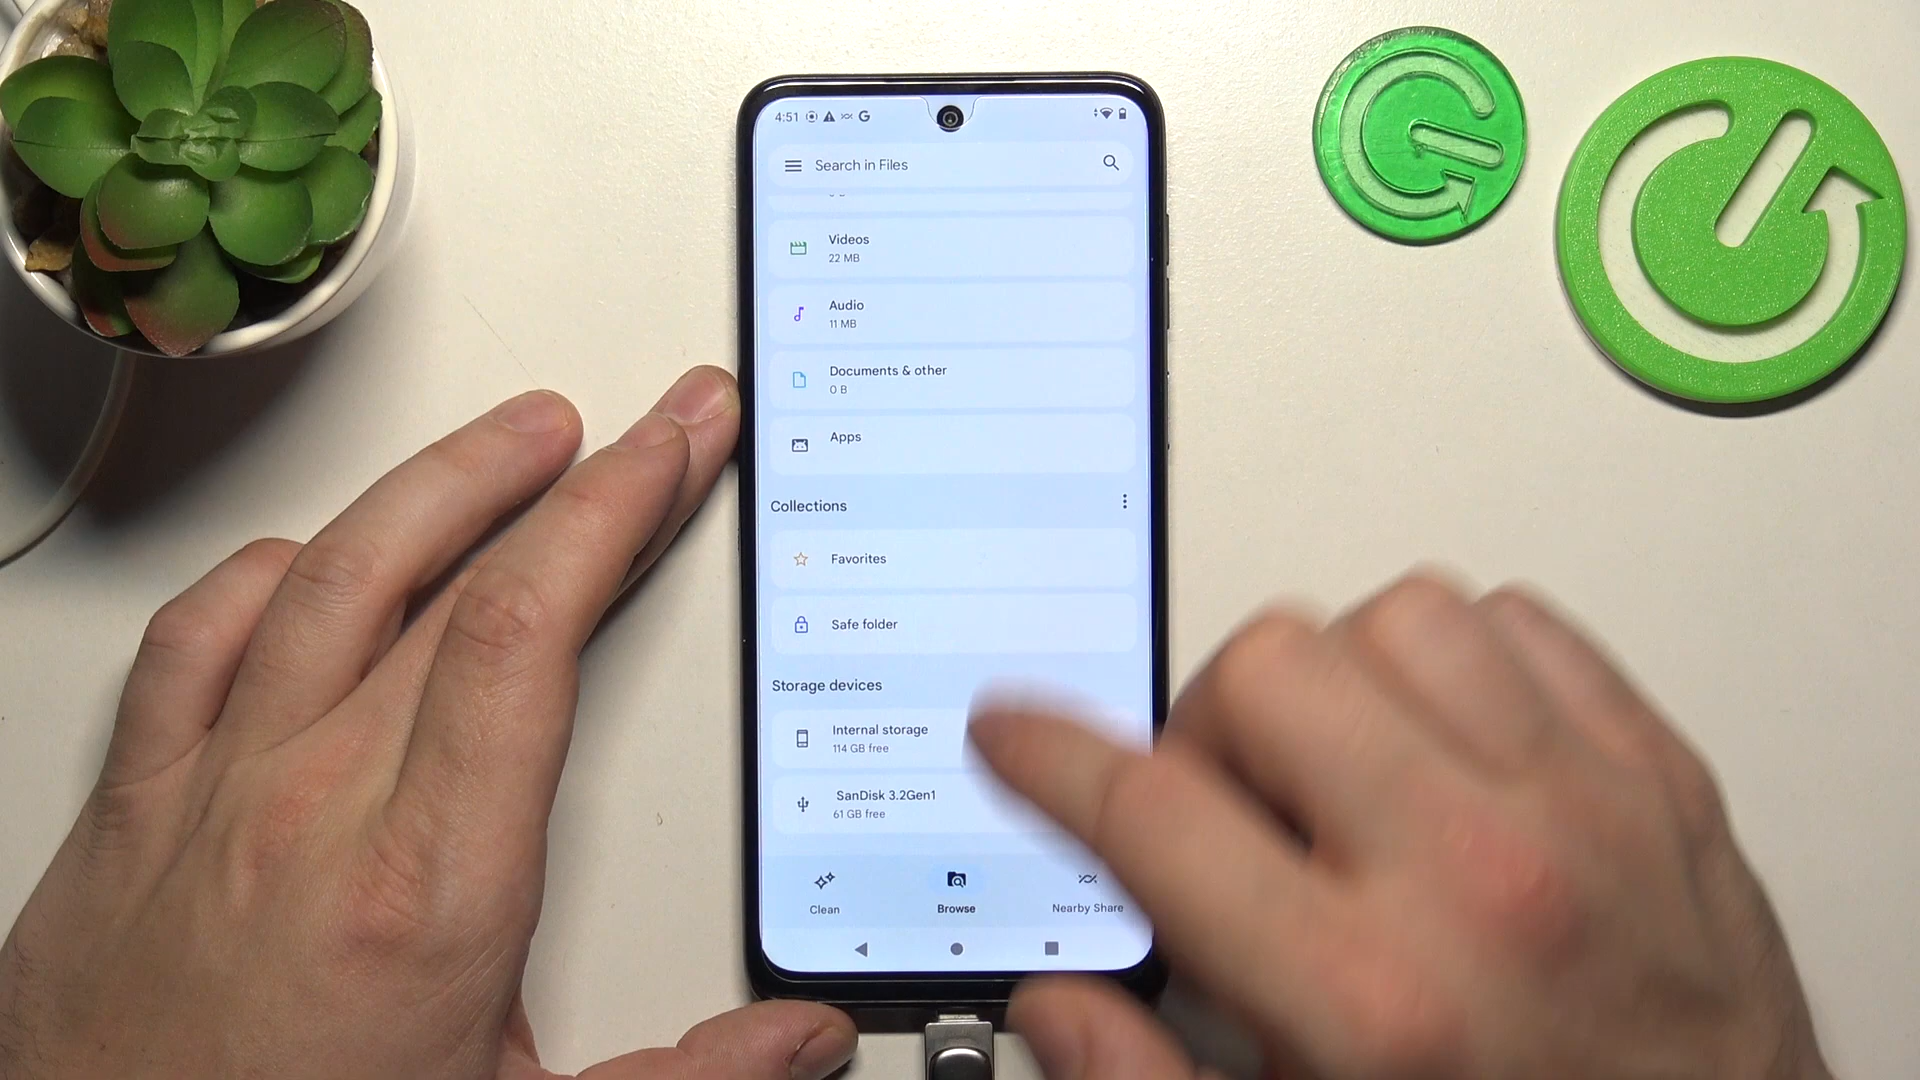 4:51
Search in Files
Videos
22 MB
Audio
11 MB
Documents & other
0 B
Apps
Collections
Favorites
Safe folder
Storage devices
Internal storage
114 GB free
SanDisk 3.2Gen1
61 GB free
Clean
Browse
Nearby Share